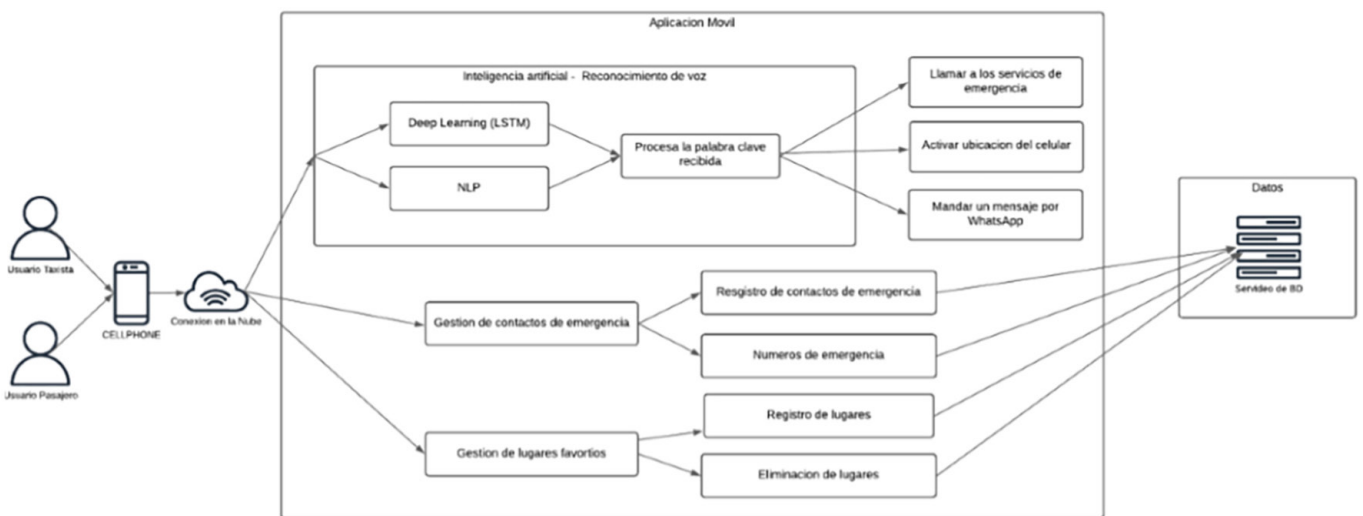 Aplicacion Movil
Inteligencia artificial - Reconocimiento de voz
Deep Learning (LSTM)
NLP
Procesa la palabra clave
recibida
Llamar a los servicios de
emergencia
Activar ubicacion del celular
Mandar un mensaje por
WhatsApp
Usuario Taxista
Usuario Pasajero
CELLPHONE
Conexion en la Nube
Gestion de contactos de emergencia
Resgistro de contactos de emergencia
Numeros de emergencia
Gestion de lugares favortios
Registro de lugares
Eliminacion de lugares
Datos
Servideo de BD